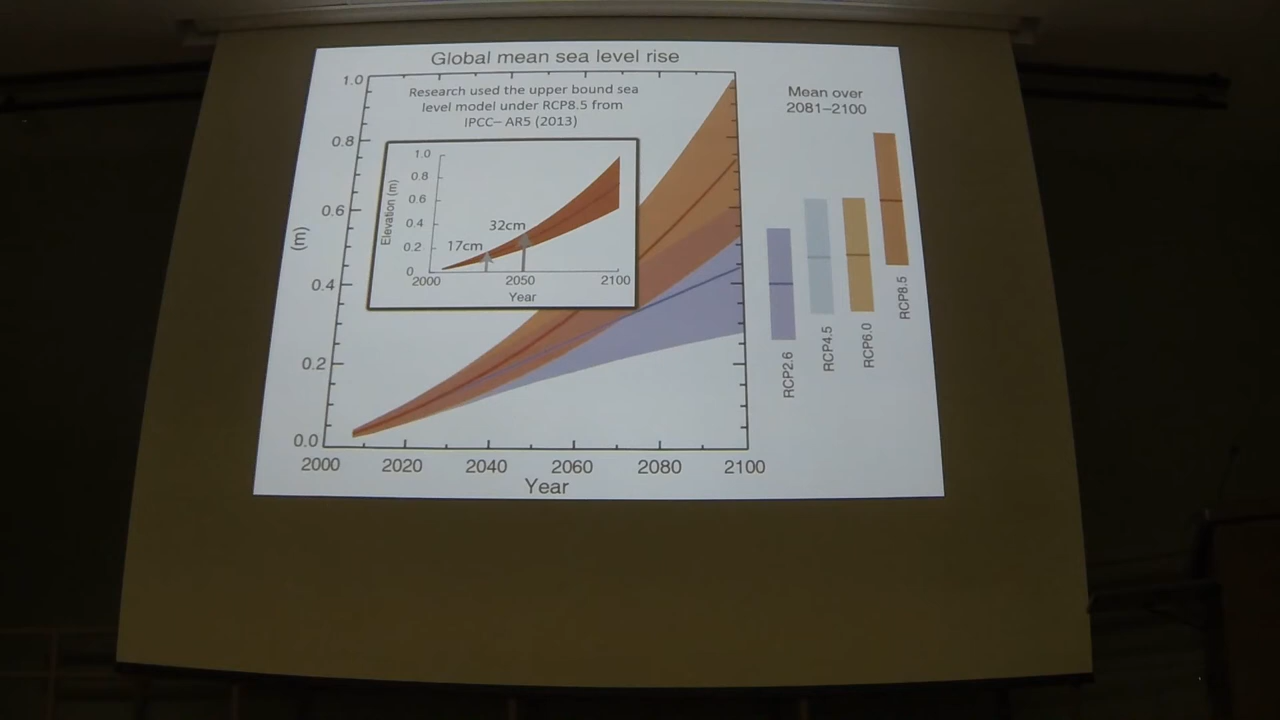 Global mean sea level rise
Research used the upper bound sea
level model under RCP8.5 from
IPCC– AR5 (2013)
1.0
0.8
0.6
0.4
0.2
0.0
(m)
2000 2020 2040 2060 2080 2100
Year
1.0
0.8
0.6
0.4
0.2
0
Elevation (m)
17cm
32cm
2000 2050 2100
Year
Mean over
2081–2100
RCP2.6
RCP4.5
RCP6.0
RCP8.5